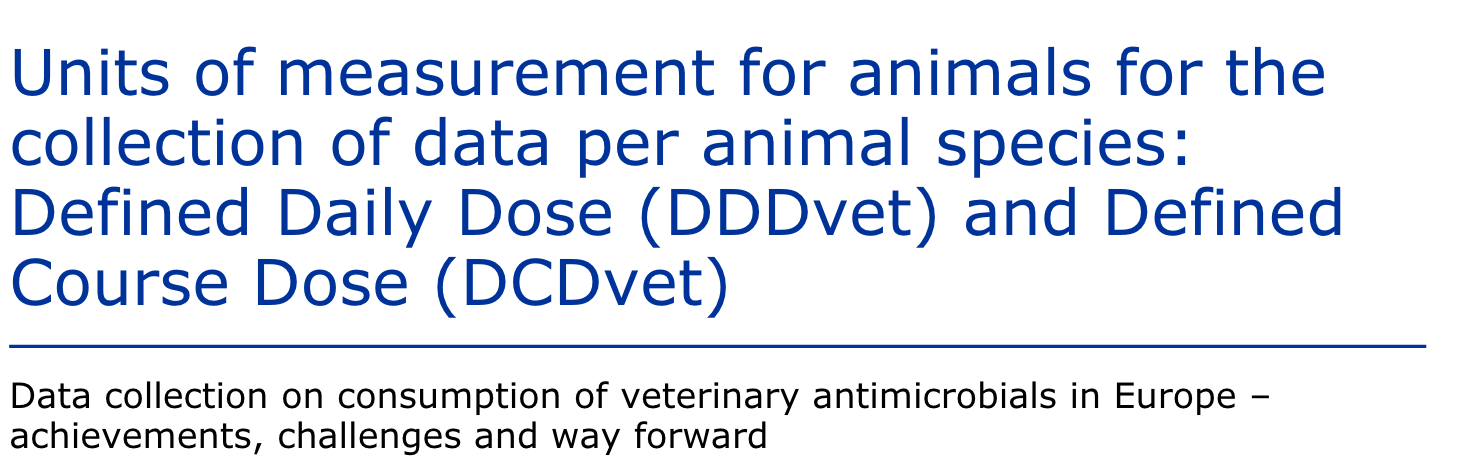 Units of measurement for animals for the
collection of data per animal species:
Defined Daily Dose (DDDvet) and Defined
Course Dose (DCDvet)
Data collection on consumption of veterinary antimicrobials in Europe –
achievements, challenges and way forward